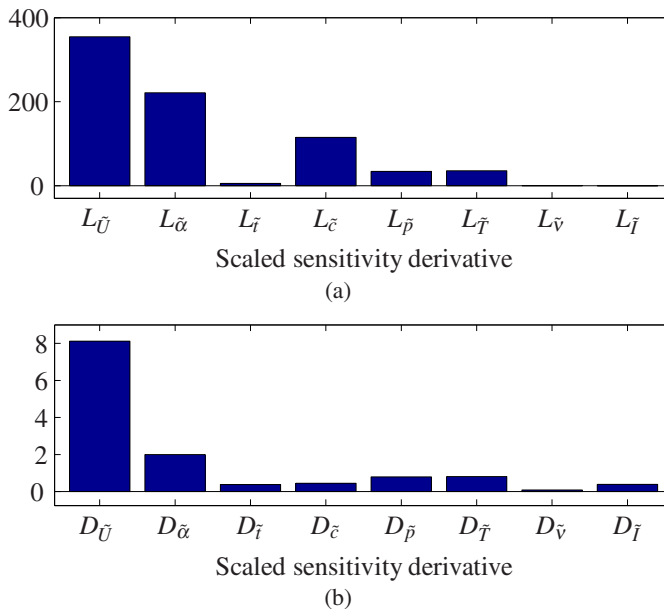 400
200
0
L_Ũ L_α̃ L_t̃ L_c̃ L_p̃ L_T̃ L_ṽ L_Ĩ
Scaled sensitivity derivative
(a)
8
6
4
2
0
D_Ũ D_α̃ D_t̃ D_c̃ D_p̃ D_T̃ D_ṽ D_Ĩ
Scaled sensitivity derivative
(b)